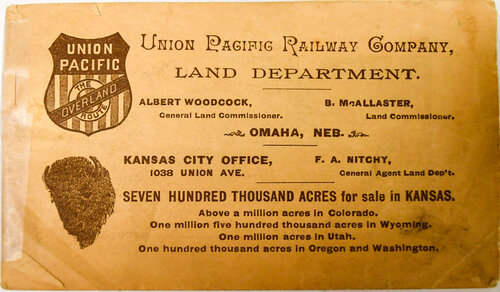 UNION
PACIFIC
THE
OVERLAND
ROUTE
UNION PACIFIC RAILWAY COMPANY,
LAND DEPARTMENT.
ALBERT WOODCOCK, B. McALLASTER,
General Land Commissioner. Land Commissioner.
OMAHA, NEB.
KANSAS CITY OFFICE, F. A. NITCHY,
1038 UNION AVE. General Agent Land Dep't.
SEVEN HUNDRED THOUSAND ACRES for sale in KANSAS.
Above a million acres in Colorado.
One million five hundred thousand acres in Wyoming.
One million acres in Utah.
One hundred thousand acres in Oregon and Washington.